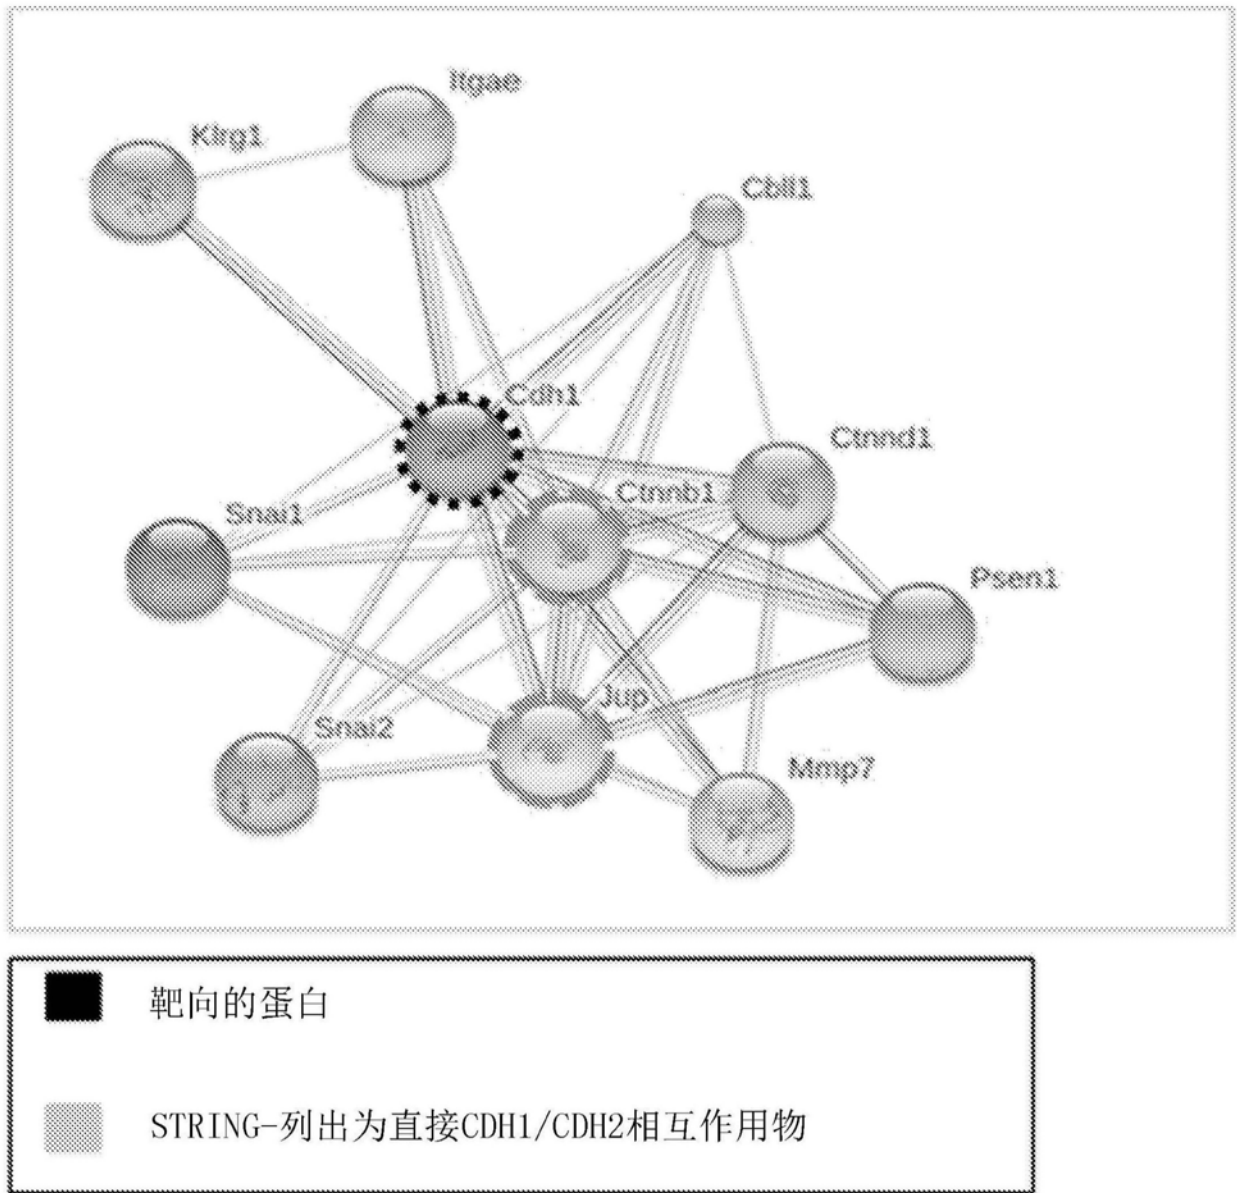 Itgae
Klrg1
Cbll1
Cdh1
Ctnnd1
Ctnnb1
Snai1
Psen1
Jup
Snai2
Mmp7
靶向的蛋白
STRING-列出为直接CDH1/CDH2相互作用物